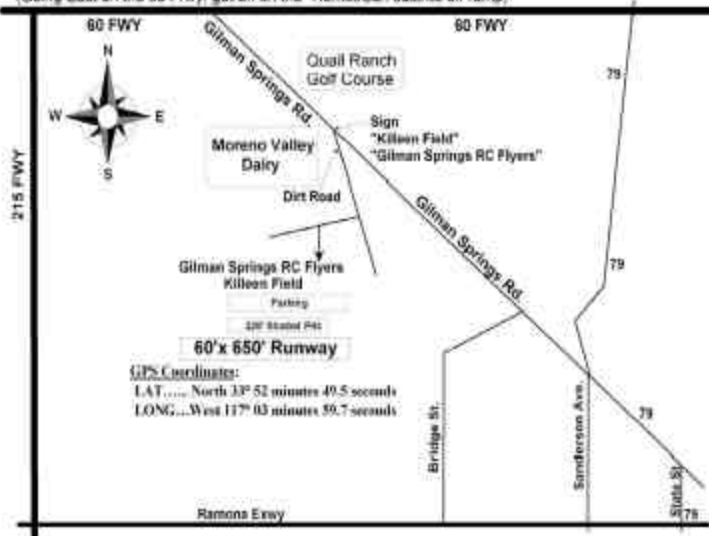 60 FWY
60 FWY
N
W
E
S
215 FWY
Gilman Springs Rd.
Quail Ranch
Golf Course
79
Sign
"Killeen Field"
"Gilman Springs RC Flyers"
Moreno Valley
Dairy
Dirt Road
Gilman Springs Rd.
79
Gilman Springs RC Flyers
Killeen Field
Parking
60'x 650' Runway
GPS Coordinates:
LAT..... North 33° 52 minutes 49.5 seconds
LONG...West 117° 03 minutes 59.7 seconds
Bridge St.
Sanderson Ave.
79
State St
79
Ramona Exwy